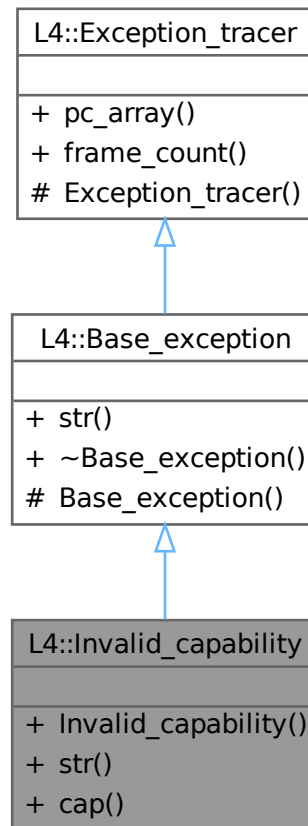 L4::Exception_tracer
+ pc_array()
+ frame_count()
# Exception_tracer()
L4::Base_exception
+ str()
+ ~Base_exception()
# Base_exception()
L4::Invalid_capability
+ Invalid_capability()
+ str()
+ cap()